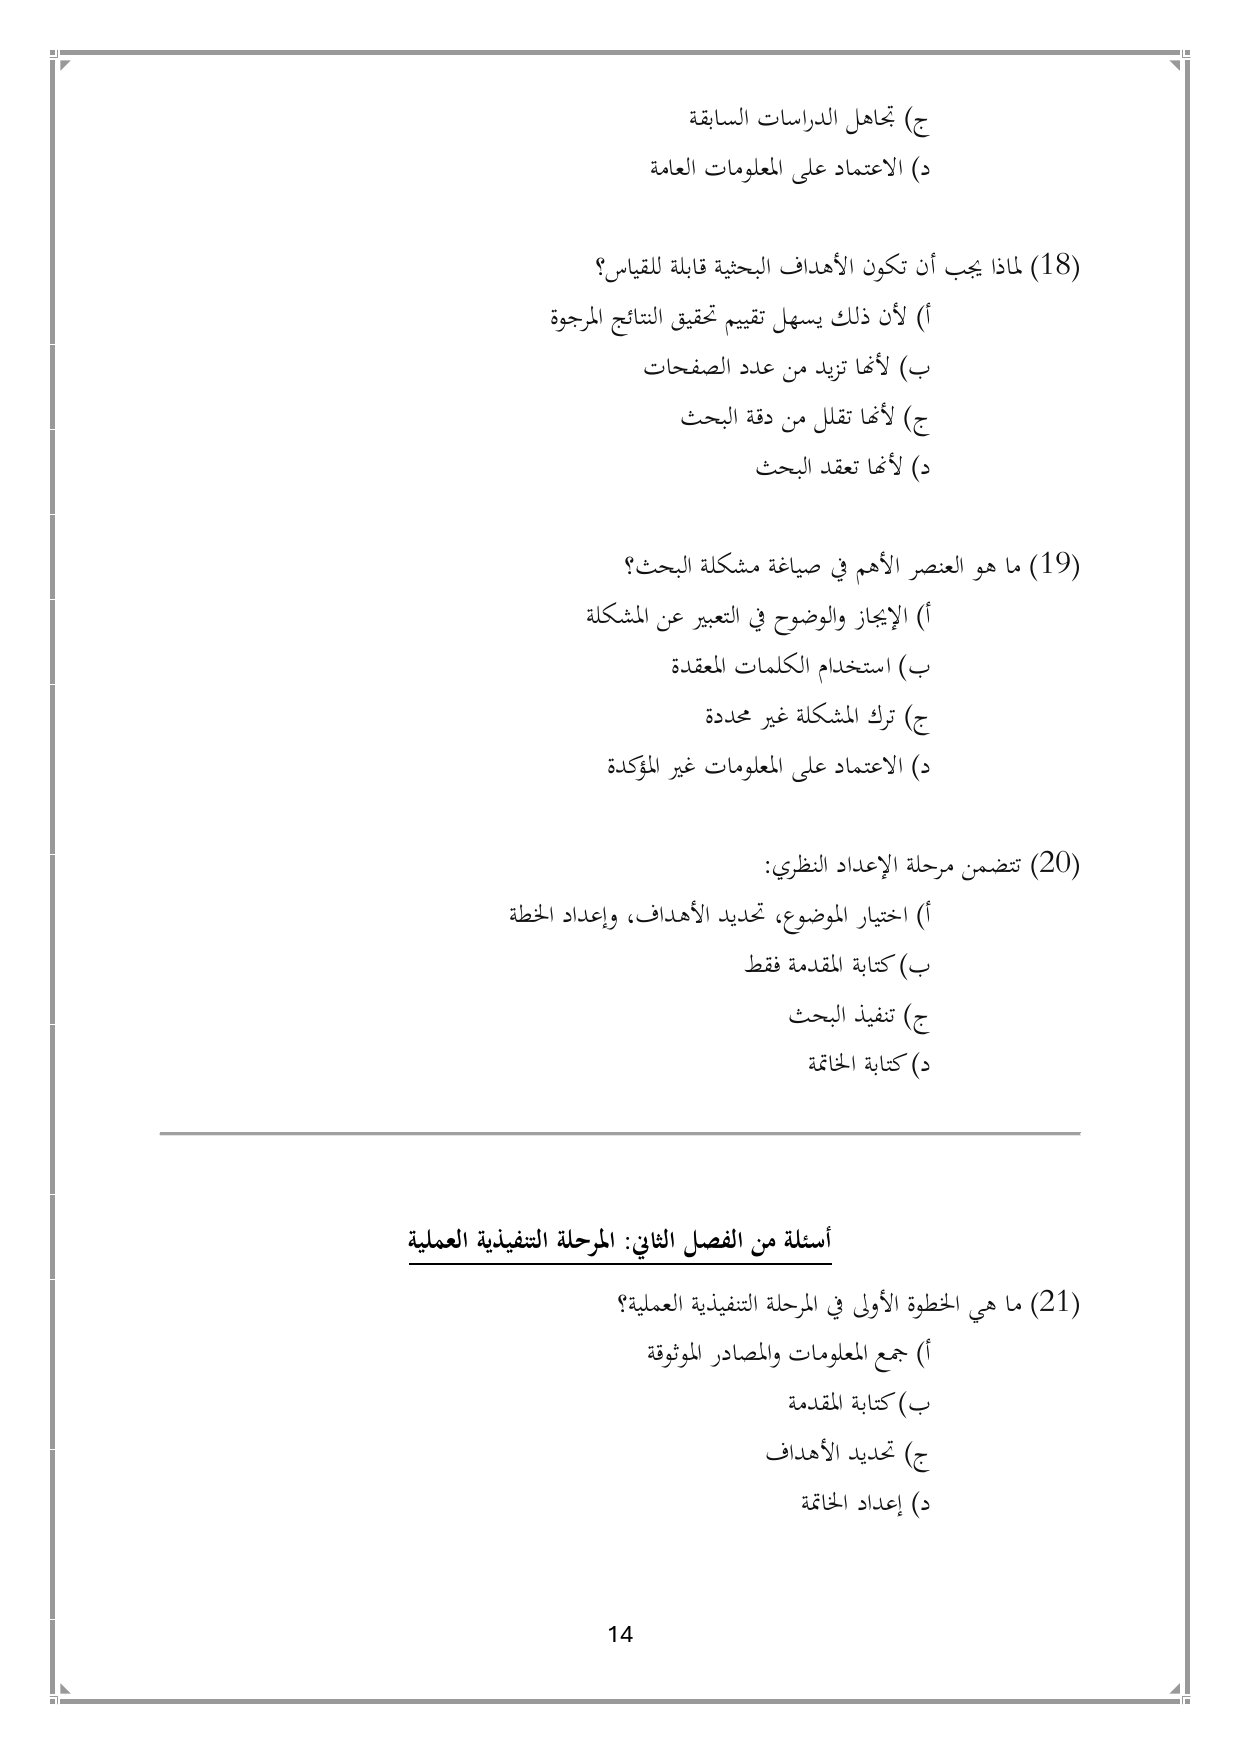 ج) تجاهل الدراسات السابقة
د) الاعتماد على المعلومات العامة
(18) لماذا يجب أن تكون الأهداف البحثية قابلة للقياس؟
أ) لأن ذلك يسهل تقييم تحقيق النتائج المرجوة
ب) لأنها تزيد من عدد الصفحات
ج) لأنها تقلل من دقة البحث
د) لأنها تعقد البحث
(19) ما هو العنصر الأهم في صياغة مشكلة البحث؟
أ) الإيجاز والوضوح في التعبير عن المشكلة
ب) استخدام الكلمات المعقدة
ج) ترك المشكلة غير محددة
د) الاعتماد على المعلومات غير المؤكدة
(20) تتضمن مرحلة الإعداد النظري:
أ) اختيار الموضوع، تحديد الأهداف، وإعداد الخطة
ب) كتابة المقدمة فقط
ج) تنفيذ البحث
د) كتابة الخاتمة
أسئلة من الفصل الثاني: المرحلة التنفيذية العملية
(21) ما هي الخطوة الأولى في المرحلة التنفيذية العملية؟
أ) جمع المعلومات والمصادر الموثوقة
ب) كتابة المقدمة
ج) تحديد الأهداف
د) إعداد الخاتمة
14